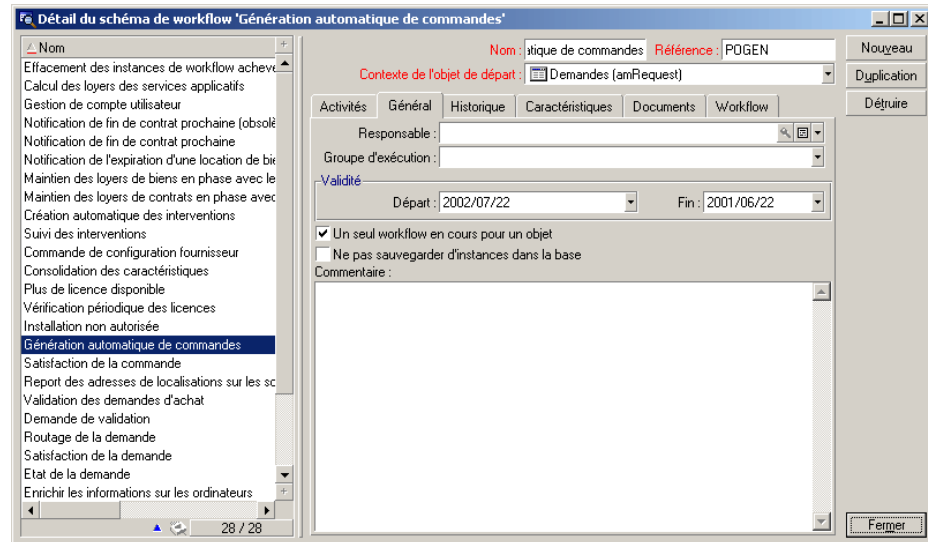 Détail du schéma de workflow 'Génération automatique de commandes'
Nom
Effacement des instances de workflow acheve
Calcul des loyers des services applicatifs
Gestion de compte utilisateur
Notification de fin de contrat prochaine (obsolè
Notification de fin de contrat prochaine
Notification de l'expiration d'une location de bie
Maintien des loyers de biens en phase avec le
Maintien des loyers de contrats en phase avec
Création automatique des interventions
Suivi des interventions
Commande de configuration fournisseur
Consolidation des caractéristiques
Plus de licence disponible
Vérification périodique des licences
Installation non autorisée
Génération automatique de commandes
Satisfaction de la commande
Report des adresses de localisations sur les sc
Validation des demandes d'achat
Demande de validation
Routage de la demande
Satisfaction de la demande
Etat de la demande
Enrichir les informations sur les ordinateurs
28 / 28
Nom : atique de commandes Référence : POGEN
Contexte de l'objet de départ : Demandes (amRequest)
Activités Général Historique Caractéristiques Documents Workflow
Responsable :
Groupe d'exécution :
Validité
Départ : 2002/07/22 Fin : 2001/06/22
Un seul workflow en cours pour un objet
Ne pas sauvegarder d'instances dans la base
Commentaire :
Nouveau
Duplication
Détruire
Fermer